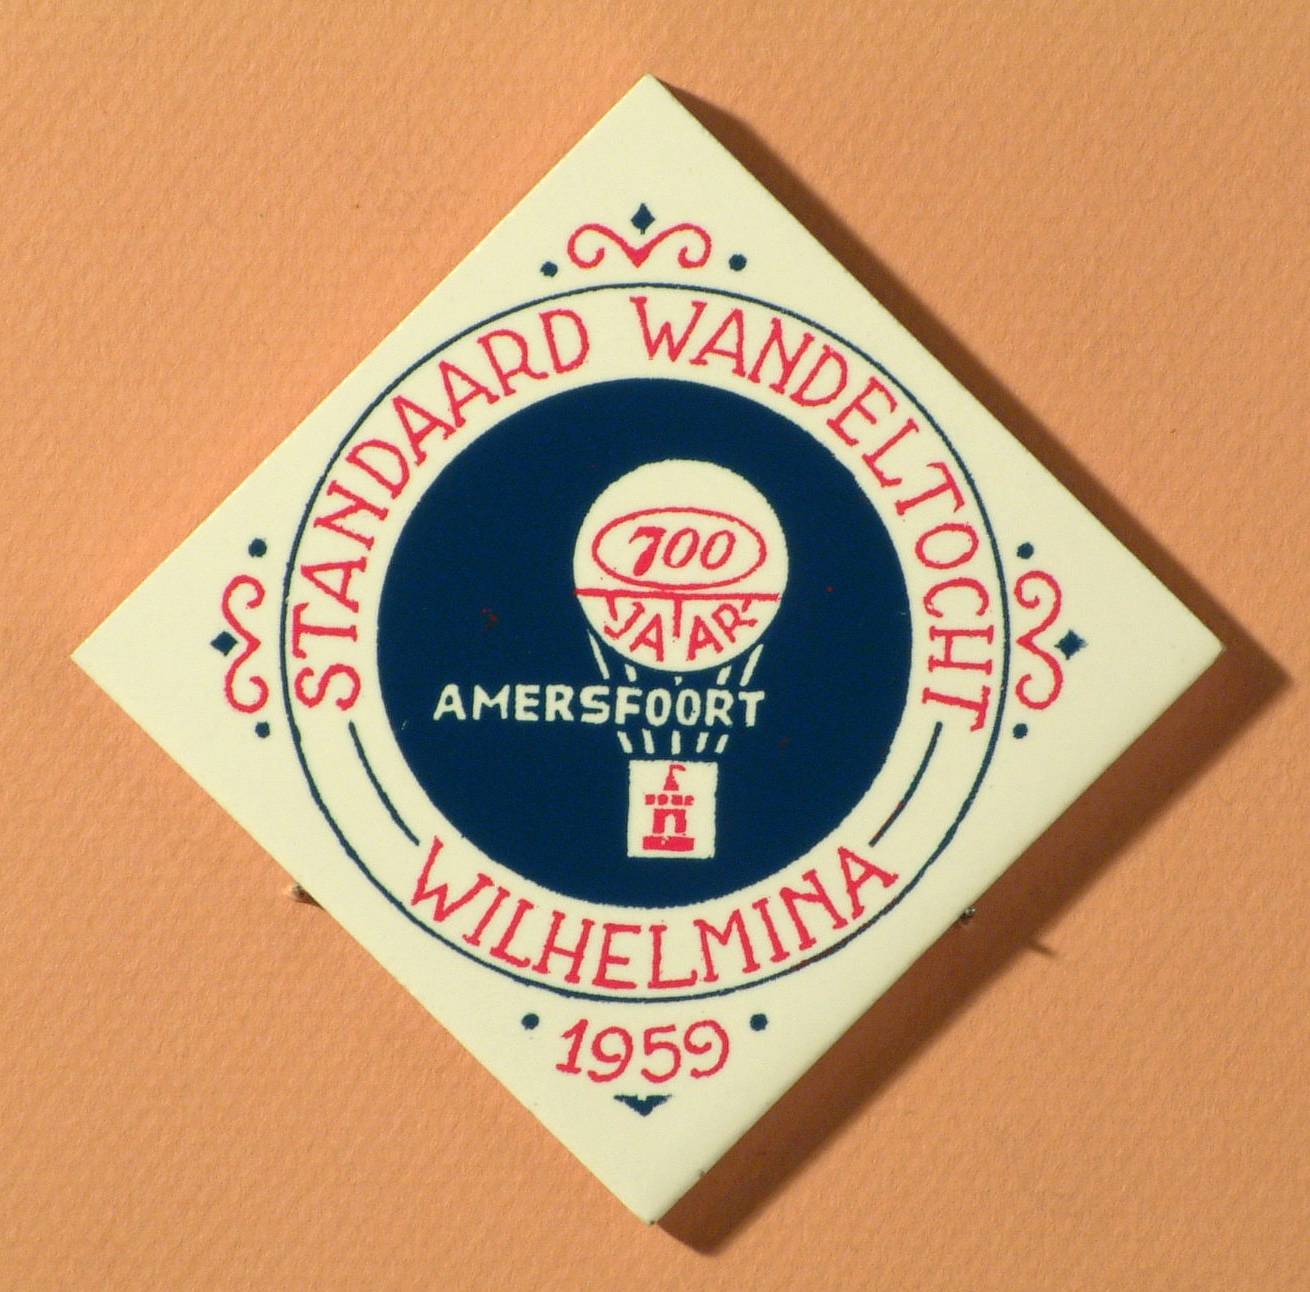 STANDAARD WANDELTOCHT
700
JAAR
AMERSFOORT
WILHELMINA
1959